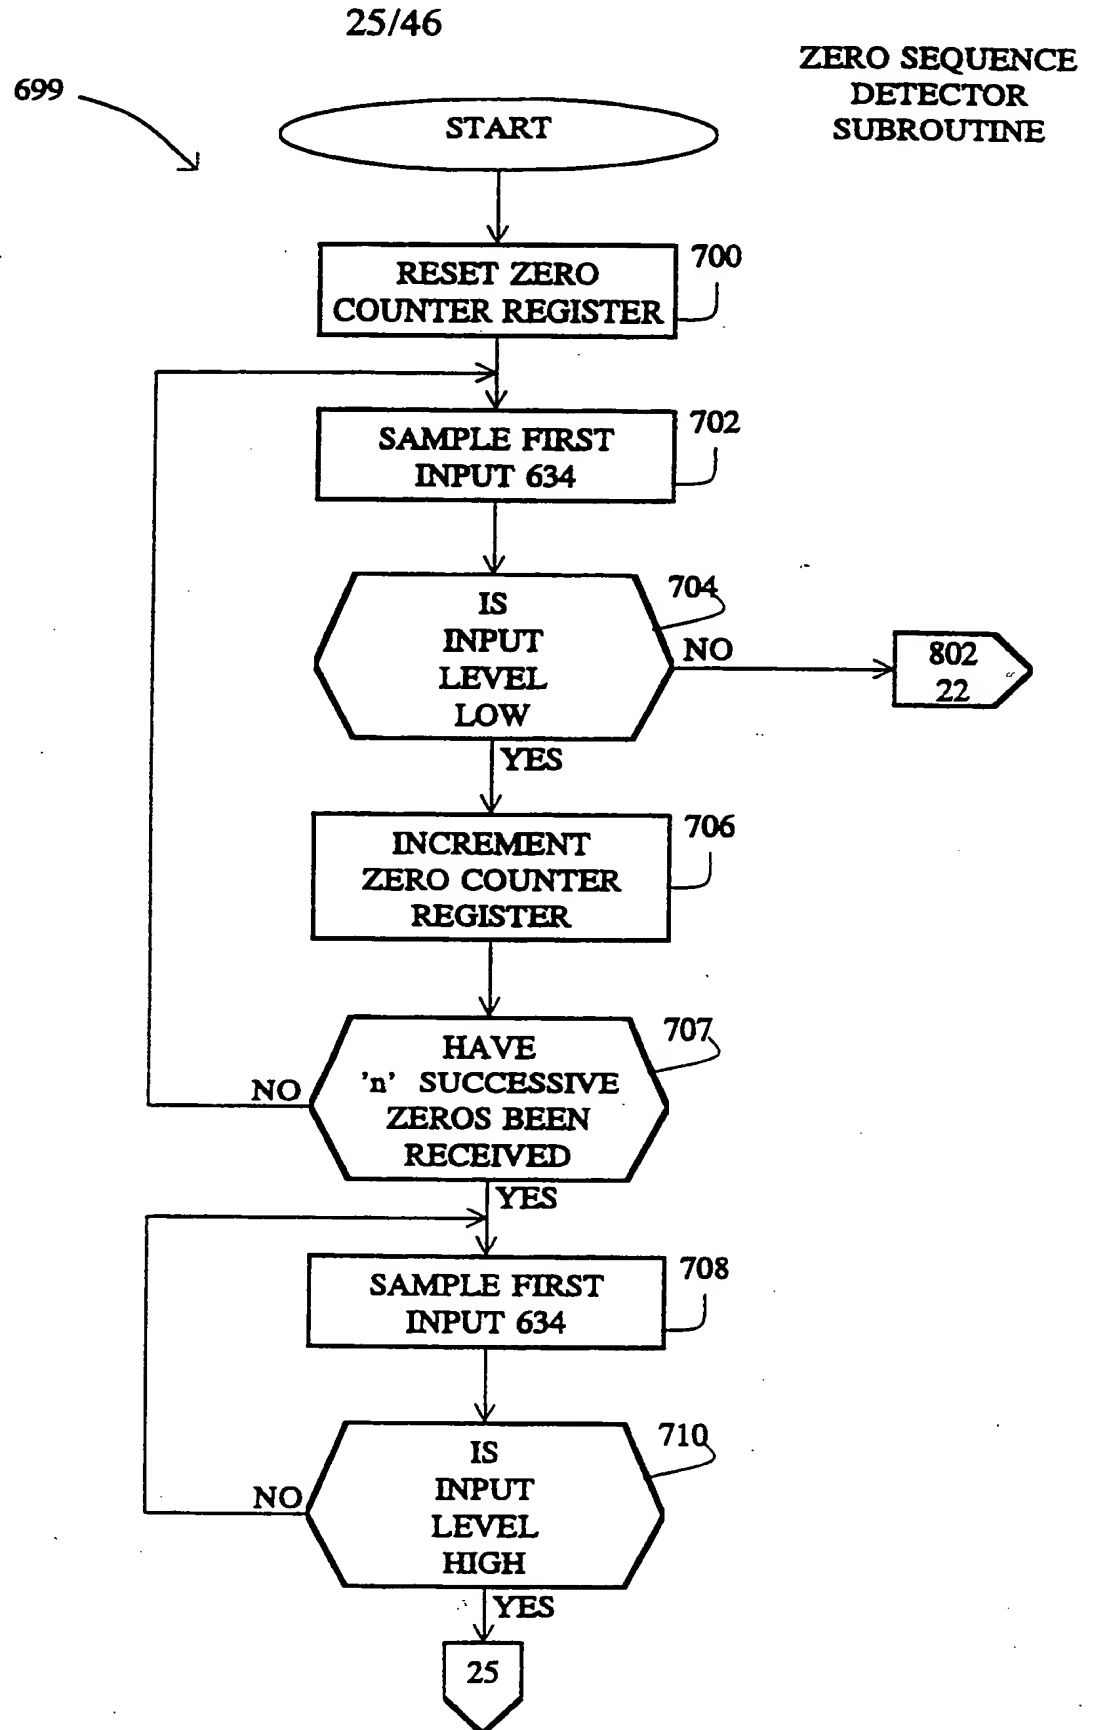 25/46
ZERO SEQUENCE
DETECTOR
SUBROUTINE
699
START
700
RESET ZERO
COUNTER REGISTER
702
SAMPLE FIRST
INPUT 634
704
IS
INPUT
LEVEL
LOW
NO
802
22
YES
706
INCREMENT
ZERO COUNTER
REGISTER
707
HAVE
'n' SUCCESSIVE
ZEROS BEEN
RECEIVED
NO
YES
708
SAMPLE FIRST
INPUT 634
710
IS
INPUT
LEVEL
HIGH
NO
YES
25